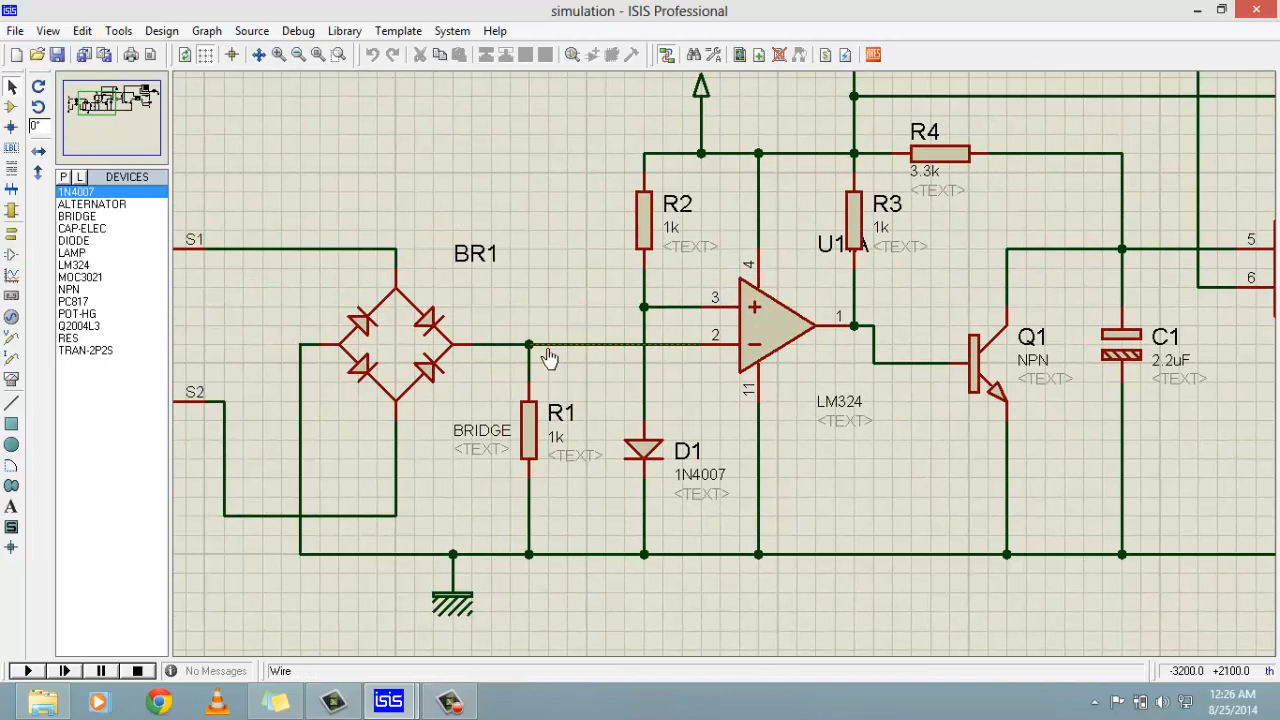 simulation - ISIS Professional
File View Edit Tools Design Graph Source Debug Library Template System Help
ARES
0°
LBL
P L DEVICES
1N4007
ALTERNATOR
BRIDGE
CAP-ELEC
DIODE
LAMP
LM324
MOC3021
NPN
PC817
POT-HG
Q2004L3
RES
TRAN-2P2S
A
S
S1
S2
BR1
BRIDGE
<TEXT>
R1
1k
<TEXT>
R2
1k
<TEXT>
D1
1N4007
<TEXT>
3
2
4
11
1
LM324
<TEXT>
R3
1k
<TEXT>
R4
3.3k
<TEXT>
Q1
NPN
<TEXT>
C1
2.2uF
<TEXT>
5
6
No Messages
Wire
-3200.0 +2100.0 th
isis
12:26 AM
8/25/2014